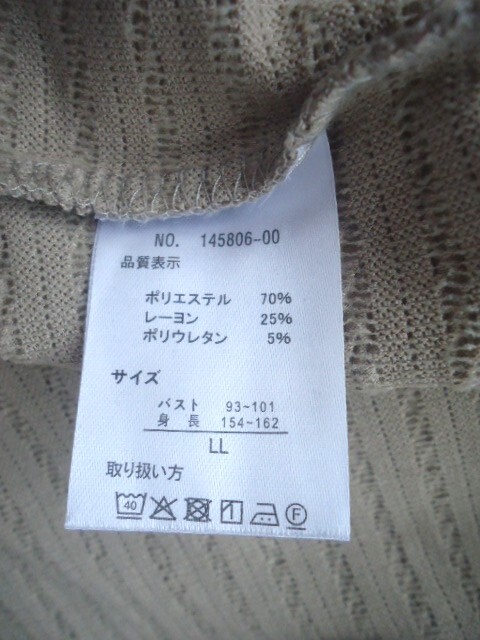 NO. 145806-00
品質表示
ポリエステル 70%
レーヨン 25%
ポリウレタン 5%
サイズ
バスト 93~101
身長 154~162
LL
取り扱い方
40 F